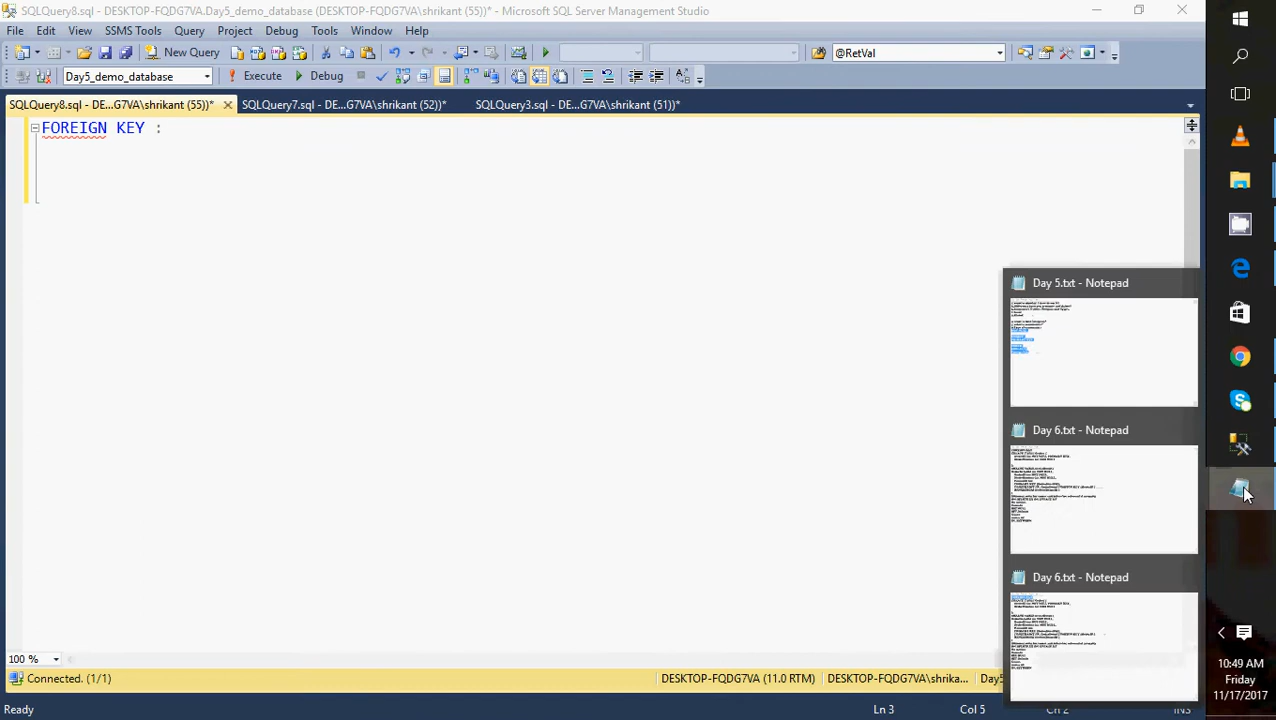 SQLQuery8.sql - DESKTOP-FQDG7VA.Day5_demo_database (DESKTOP-FQDG7VA\shrikant (55))* - Microsoft SQL Server Management Studio
File Edit View SSMS Tools Query Project Debug Tools Window Help
New Query @RetVal
Day5_demo_database Execute Debug
SQLQuery8.sql - DE...G7VA\shrikant (55))* SQLQuery7.sql - DE...G7VA\shrikant (52))* SQLQuery3.sql - DE...G7VA\shrikant (51))*
FOREIGN KEY :
Day 5.txt - Notepad
Day 6.txt - Notepad
Day 6.txt - Notepad
100 %
Connected. (1/1) DESKTOP-FQDG7VA (11.0 RTM) DESKTOP-FQDG7VA\shrika... Day5
Ready Ln 3 Col 5 Ch 2 INS
10:49 AM
Friday
11/17/2017